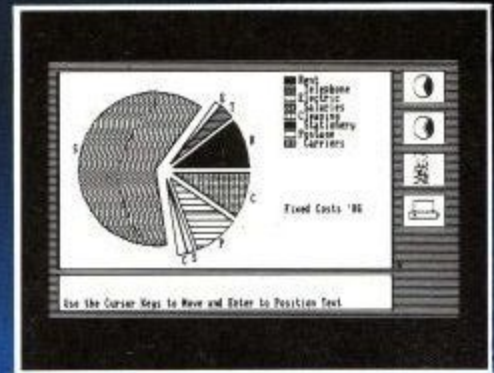 E
T
R
S
C
P
S
C
Rent
Telephone
Electric
Salaries
Cleaning
Stationery
Postage
Carriers
Fixed Costs '86
Use the Cursor Keys to Move and Enter to Position Text